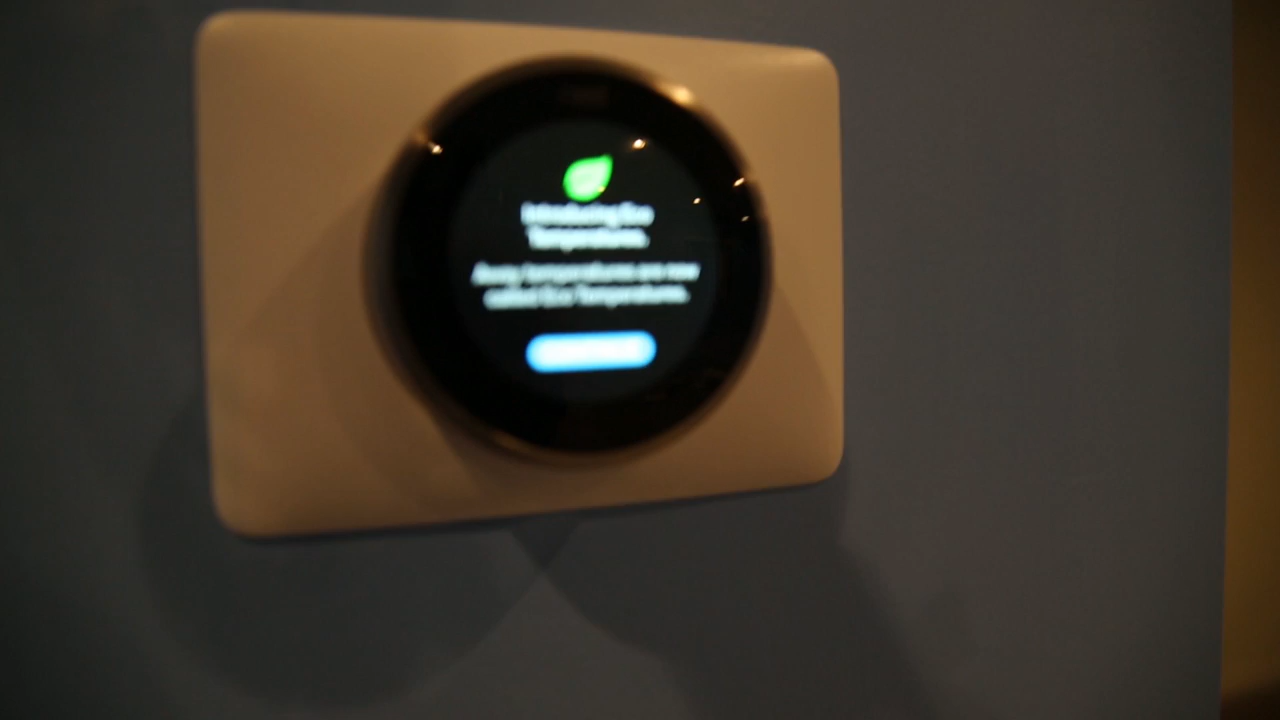 Introducing Eco
Temperatures.
Away temperatures are now
called Eco Temperatures.